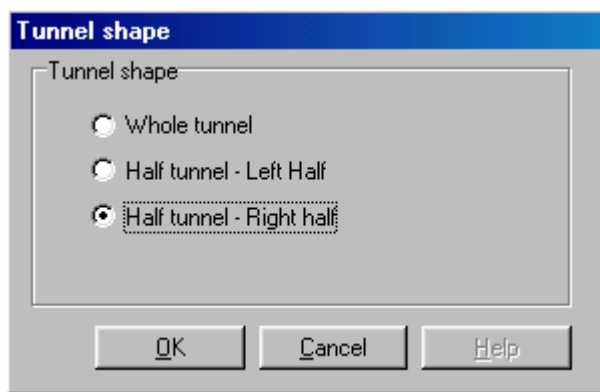 Tunnel shape
Tunnel shape
Whole tunnel
Half tunnel - Left Half
Half tunnel - Right half
OK Cancel Help